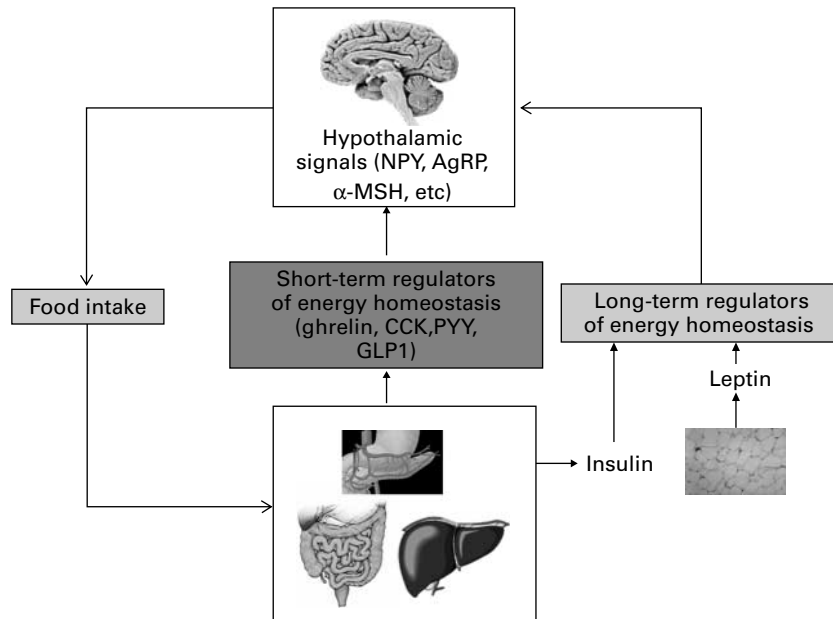 Hypothalamic
signals (NPY, AgRP,
α-MSH, etc)
Food intake
Short-term regulators
of energy homeostasis
(ghrelin, CCK,PYY,
GLP1)
Long-term regulators
of energy homeostasis
Leptin
Insulin